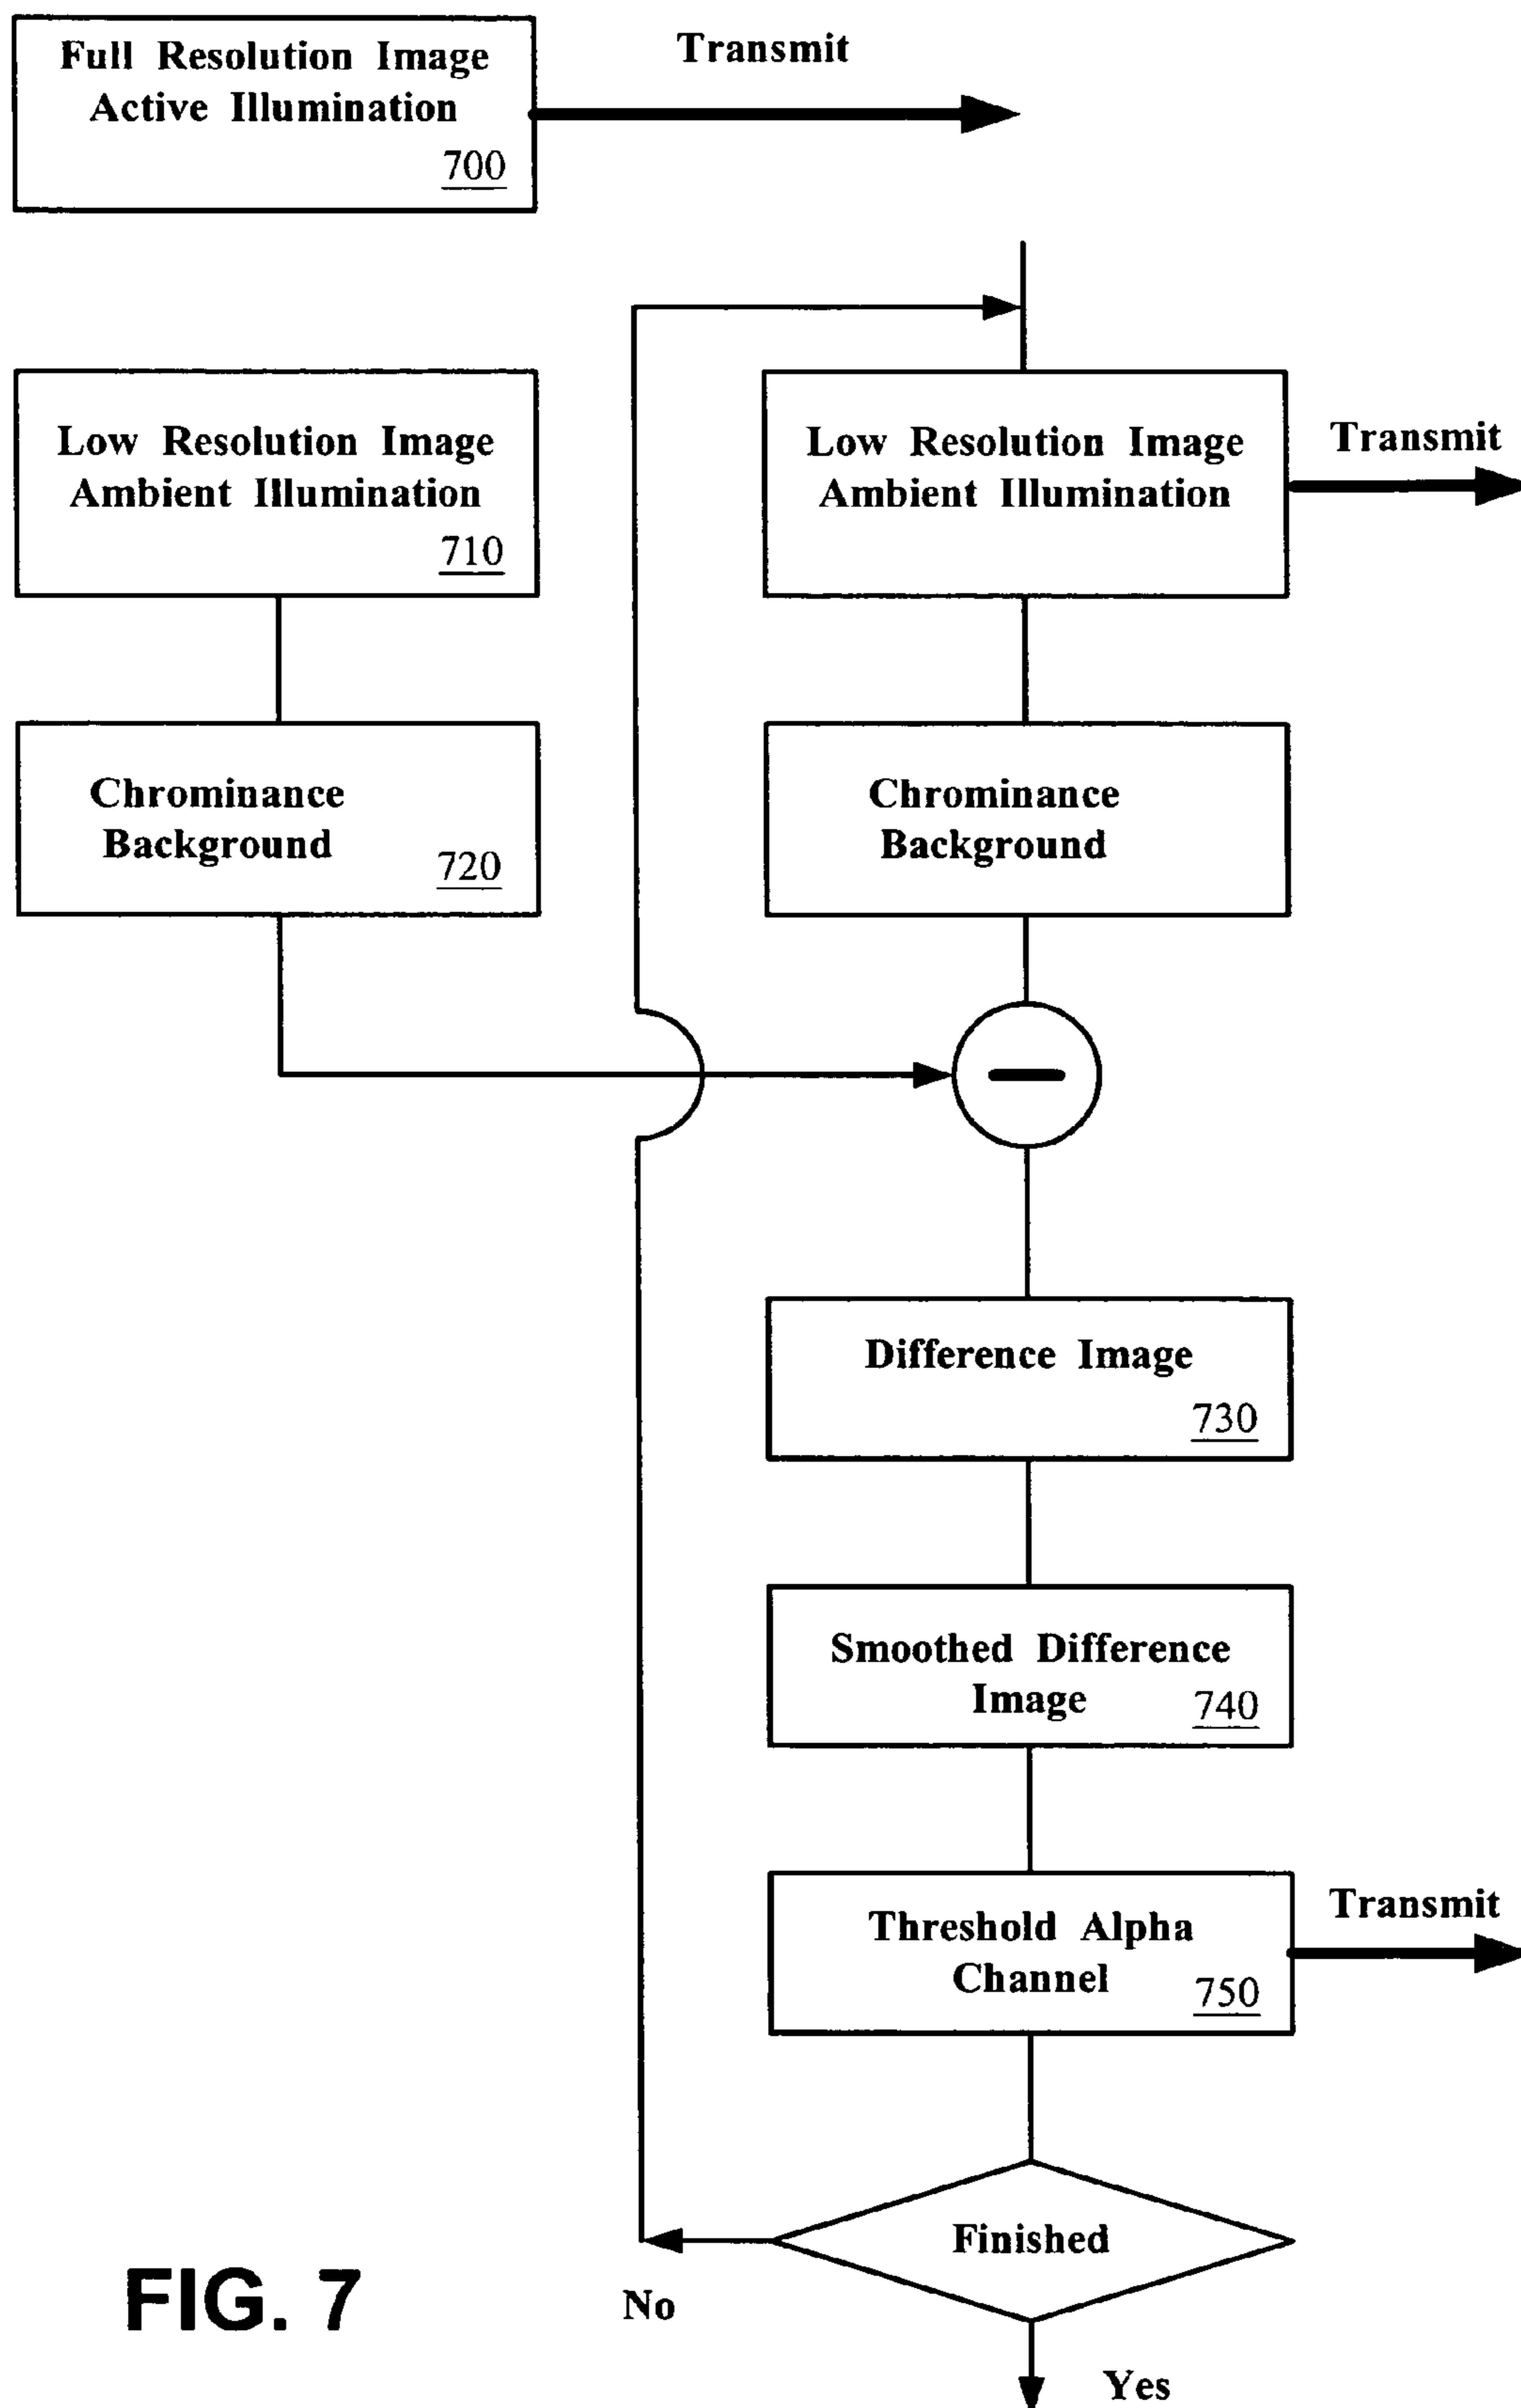 Full Resolution Image
Active Illumination
700
Transmit
Low Resolution Image
Ambient Illumination
710
Low Resolution Image
Ambient Illumination
Transmit
Chrominance
Background
720
Chrominance
Background
Difference Image
730
Smoothed Difference
Image
740
Threshold Alpha
Channel
750
Transmit
Finished
No
Yes
FIG. 7